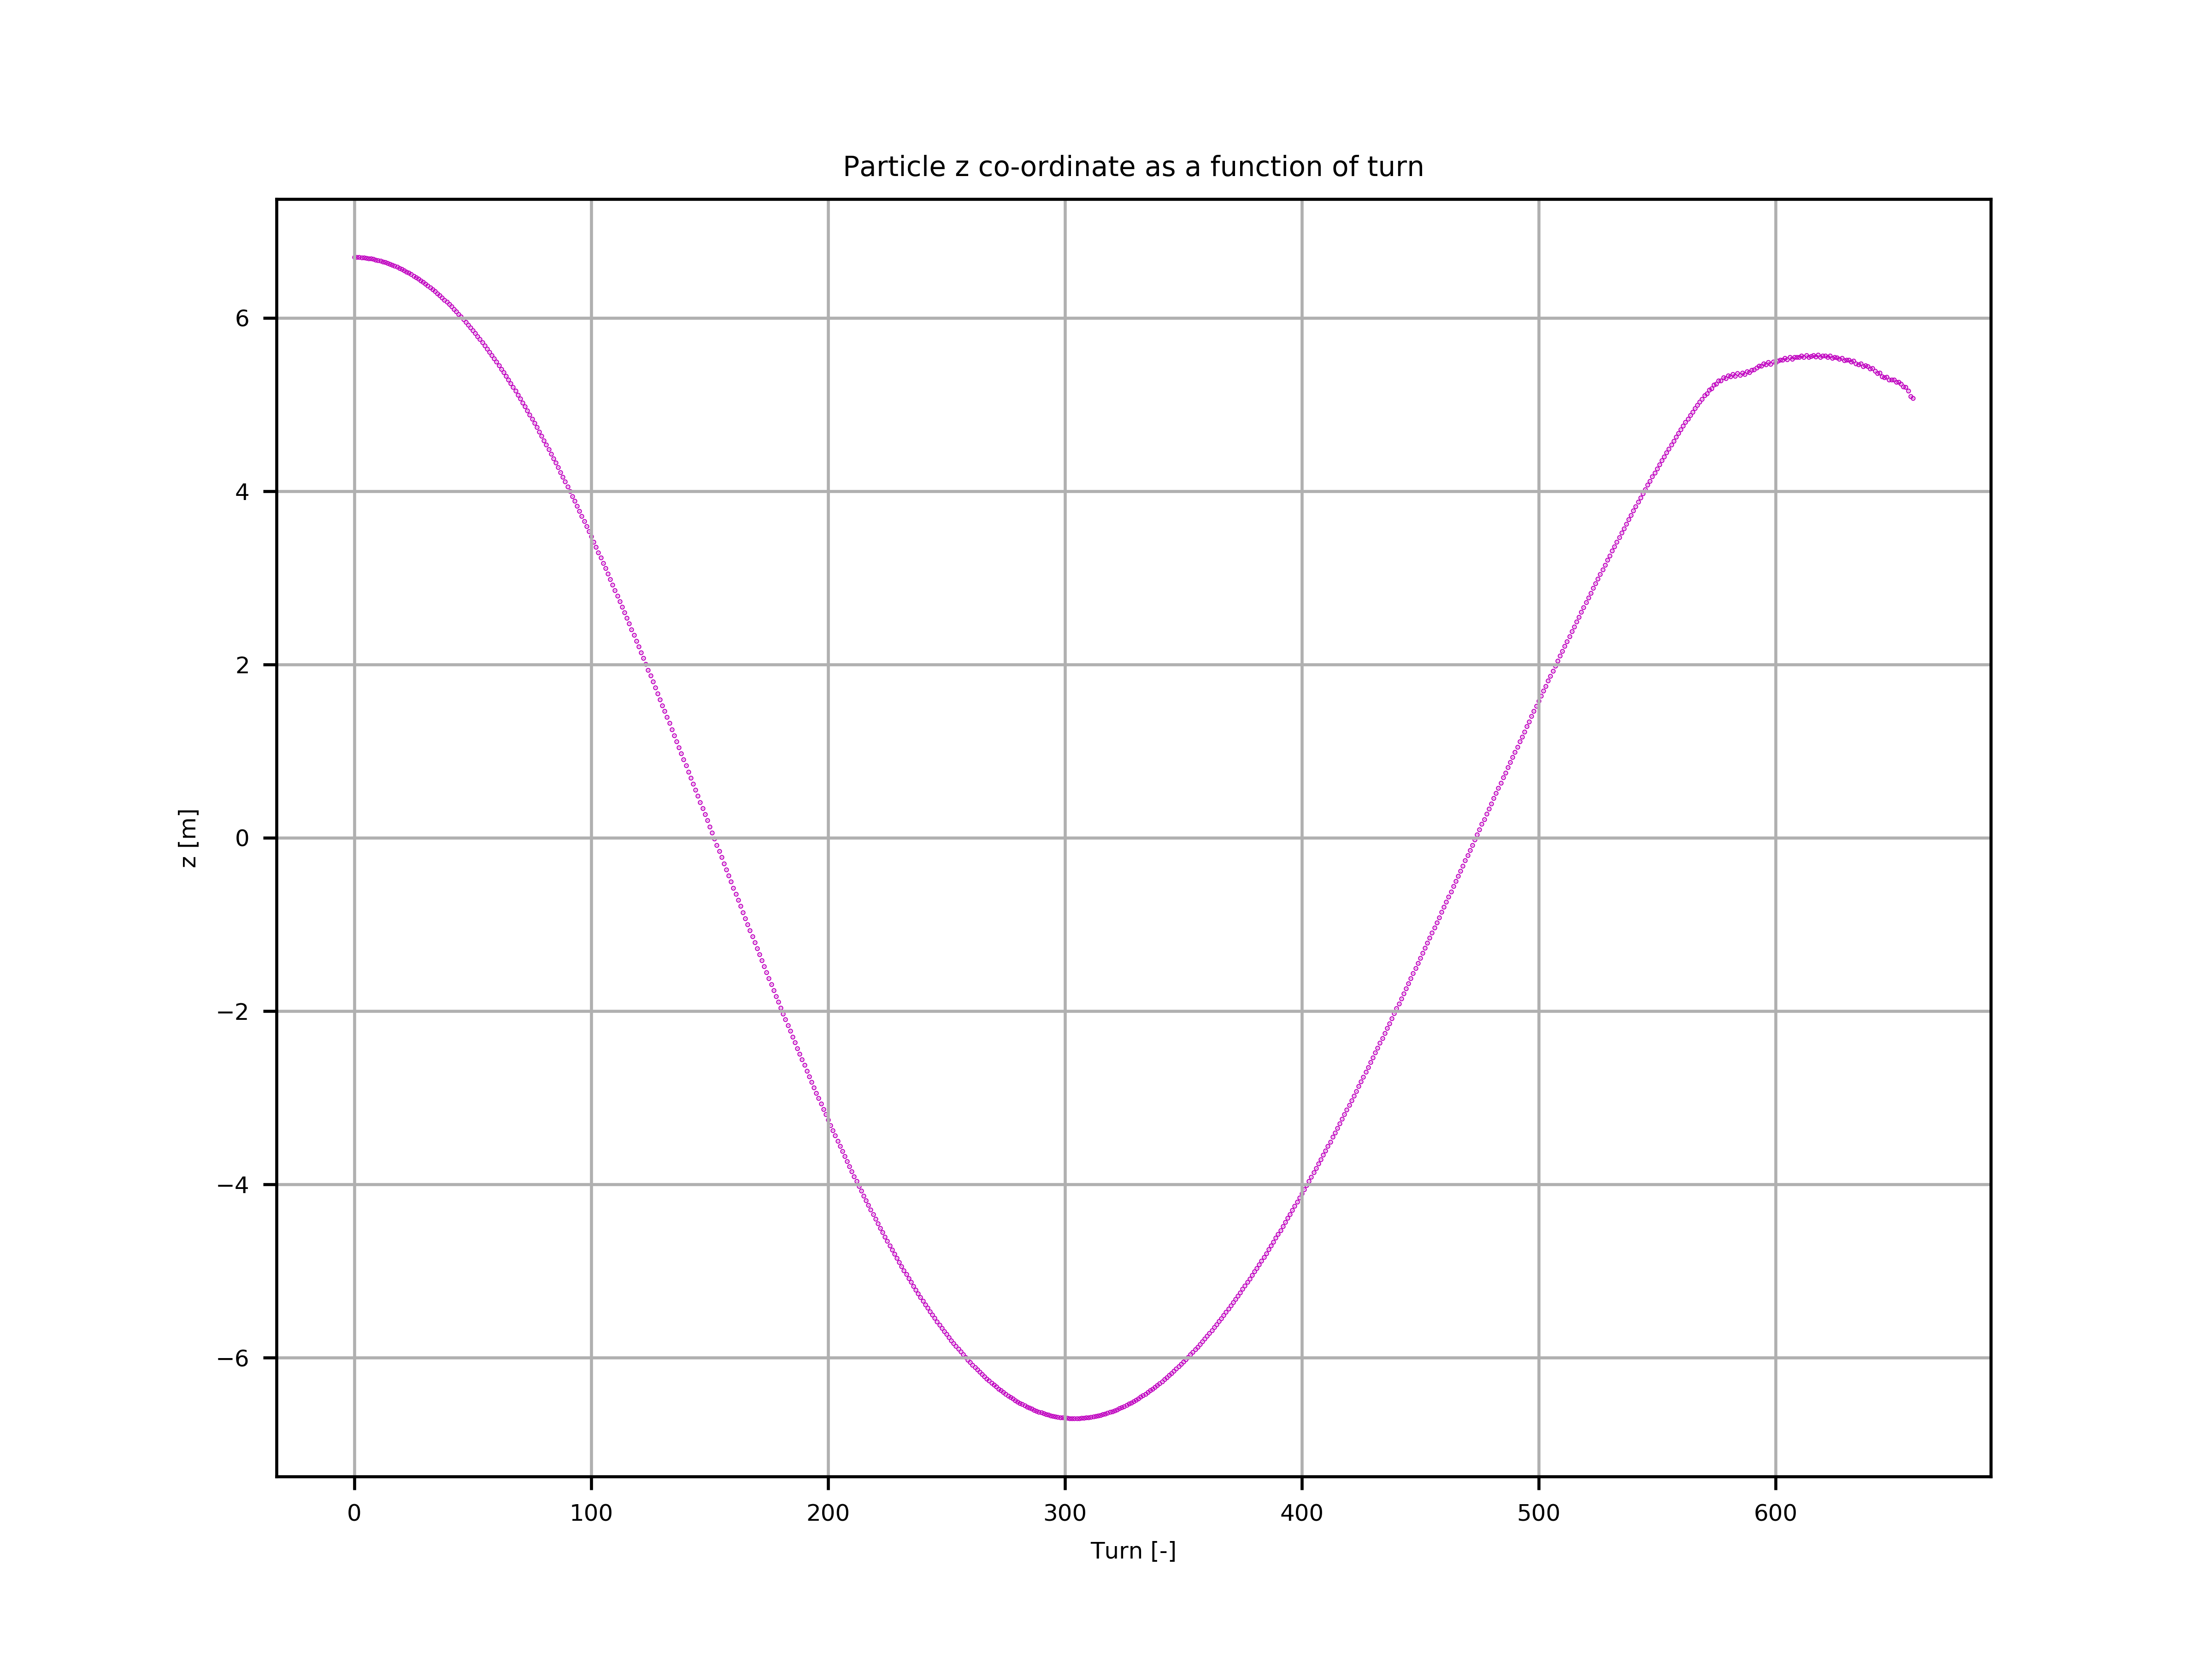 Particle z co-ordinate as a function of turn
6
4
2
0
−2
−4
−6
z [m]
0 100 200 300 400 500 600
Turn [-]